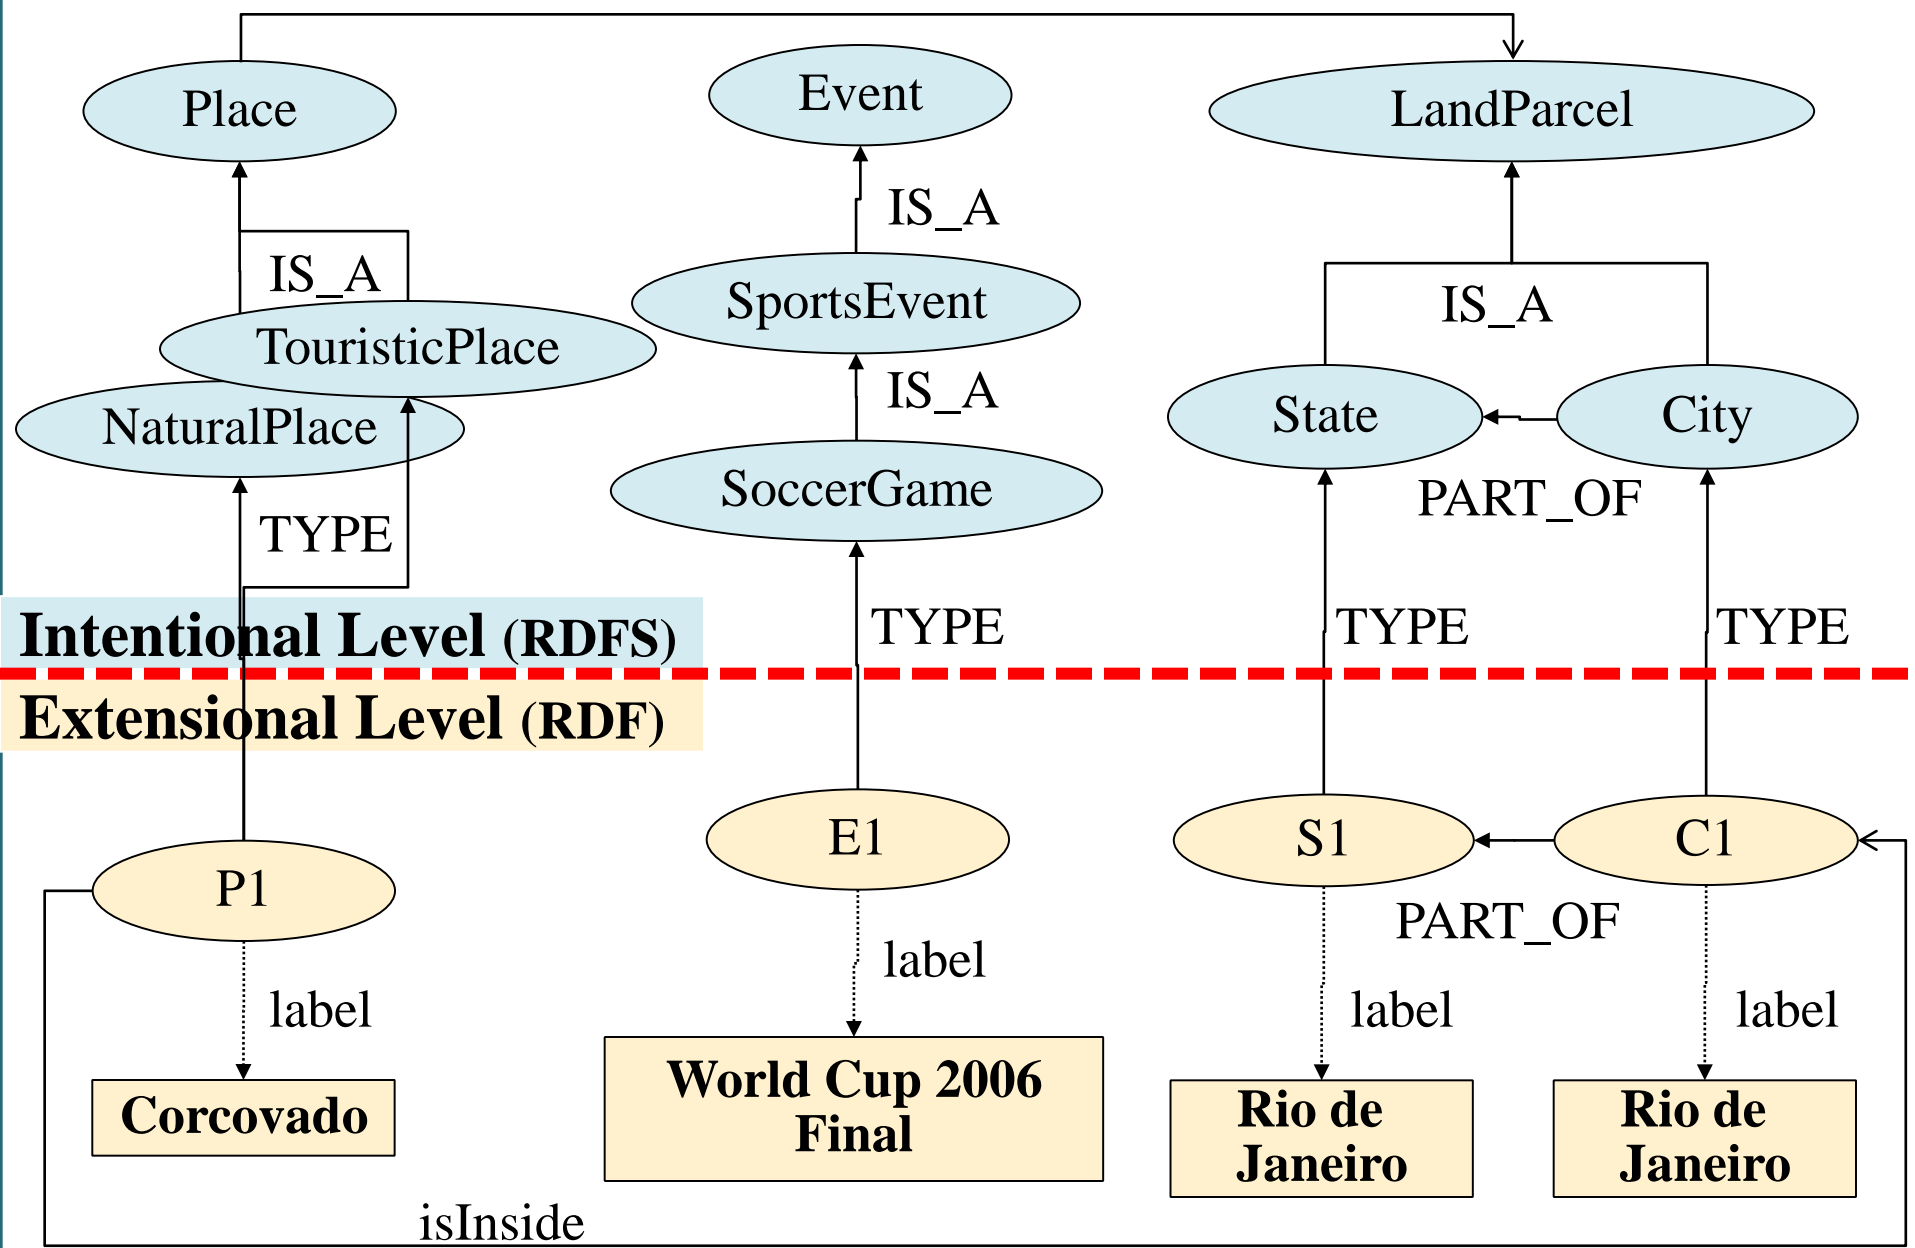 Place
Event
LandParcel
IS_A
IS_A
IS_A
TouristicPlace
SportsEvent
NaturalPlace
IS_A
State
City
SoccerGame
PART_OF
TYPE
TYPE
TYPE
TYPE
Intentional Level (RDFS)
Extensional Level (RDF)
P1
E1
S1
C1
PART_OF
label
label
label
label
Corcovado
World Cup 2006
Final
Rio de
Janeiro
Rio de
Janeiro
isInside